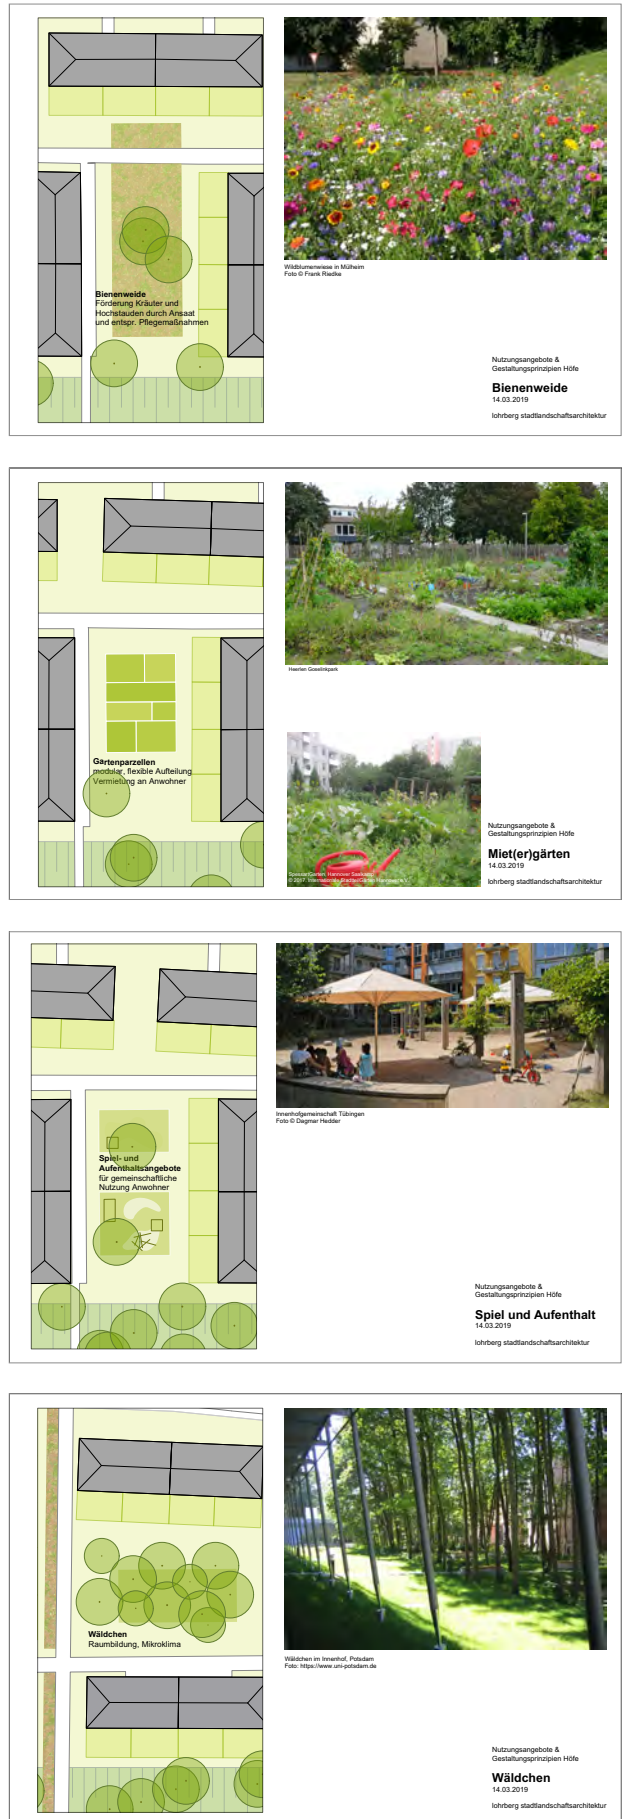 Bienenweide
Förderung Kräuter und
Hochstauden durch Ansaat
und entspr. Pflegemaßnahmen
Wildblumenwiese in Mülheim
Foto © Frank Riedke
Nutzungsangebote &
Gestaltungsprinzipien Höfe
Bienenweide
14.03.2019
lohrberg stadtlandschaftsarchitektur
Gartenparzellen
modular, flexible Aufteilung
Vermietung an Anwohner
Heerlen Goselinkpark
Nutzungsangebote &
Gestaltungsprinzipien Höfe
Miet(er)gärten
14.03.2019
lohrberg stadtlandschaftsarchitektur
Spiel- und
Aufenthaltsangebote
für gemeinschaftliche
Nutzung Anwohner
Innenhofgemeinschaft Tübingen
Foto © Dagmar Hedder
Nutzungsangebote &
Gestaltungsprinzipien Höfe
Spiel und Aufenthalt
14.03.2019
lohrberg stadtlandschaftsarchitektur
Wäldchen
Raumbildung, Mikroklima
Wäldchen im Innenhof, Potsdam
Foto: https://www.uni-potsdam.de
Nutzungsangebote &
Gestaltungsprinzipien Höfe
Wäldchen
14.03.2019
lohrberg stadtlandschaftsarchitektur